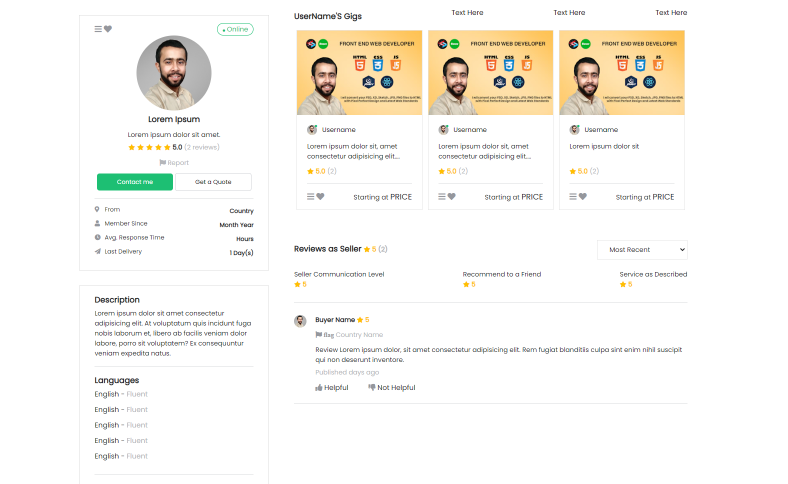 Online
Lorem Ipsum
Lorem ipsum dolor sit amet.
5.0 (2 reviews)
Report
Contact me
Get a Quote
From Country
Member Since Month Year
Avg. Response Time Hours
Last Delivery 1 Day(s)
Description
Lorem ipsum dolor sit amet consectetur
adipisicing elit. At voluptatum quis incidunt fuga
nobis laborum et, libero ab facilis veniam dolor
labore, porro sit voluptatem? Ex consequuntur
veniam expedita natus.
Languages
English - Fluent
English - Fluent
English - Fluent
English - Fluent
English - Fluent
UserName'S Gigs
Text Here
Text Here
Text Here
FRONT END WEB DEVELOPER
HTML CSS JS
Username
Lorem ipsum dolor sit, amet
consectetur adipisicing elit....
5.0 (2)
Starting at PRICE
FRONT END WEB DEVELOPER
HTML CSS JS
Username
Lorem ipsum dolor sit, amet
consectetur adipisicing elit....
5.0 (2)
Starting at PRICE
FRONT END WEB DEVELOPER
HTML CSS JS
Username
Lorem ipsum dolor sit
5.0 (2)
Starting at PRICE
Reviews as Seller 5 (2)
Most Recent
Seller Communication Level
5
Recommend to a Friend
5
Service as Described
5
Buyer Name 5
flag Country Name
Review Lorem ipsum dolor, sit amet consectetur adipisicing elit. Rem fugiat blanditiis culpa sint enim nihil suscipit
qui non deserunt inventore.
Published days ago
Helpful
Not Helpful